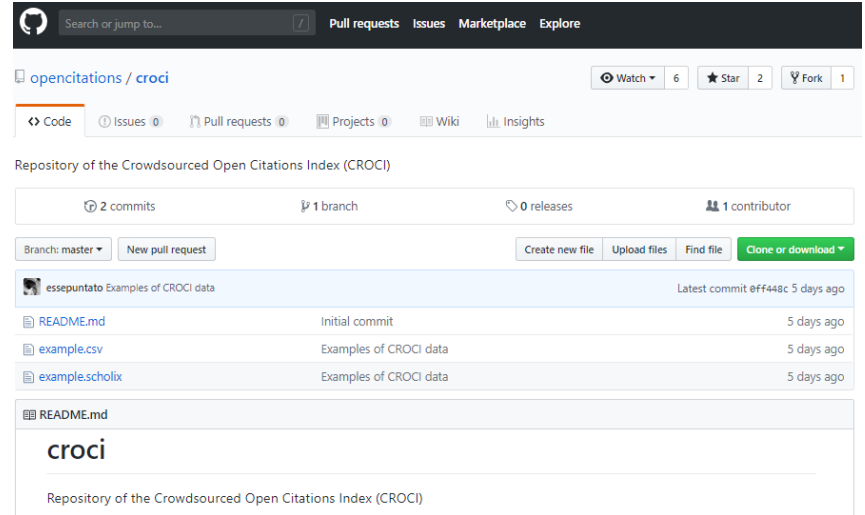 Search or jump to... / Pull requests Issues Marketplace Explore
opencitations / croci Watch 6 Star 2 Fork 1
Code Issues 0 Pull requests 0 Projects 0 Wiki Insights
Repository of the Crowdsourced Open Citations Index (CROCI)
2 commits 1 branch 0 releases 1 contributor
Branch: master New pull request Create new file Upload files Find file Clone or download
essepuntato Examples of CROCI data Latest commit 0ff448c 5 days ago
README.md Initial commit 5 days ago
example.csv Examples of CROCI data 5 days ago
example.scholix Examples of CROCI data 5 days ago
README.md
croci
Repository of the Crowdsourced Open Citations Index (CROCI)